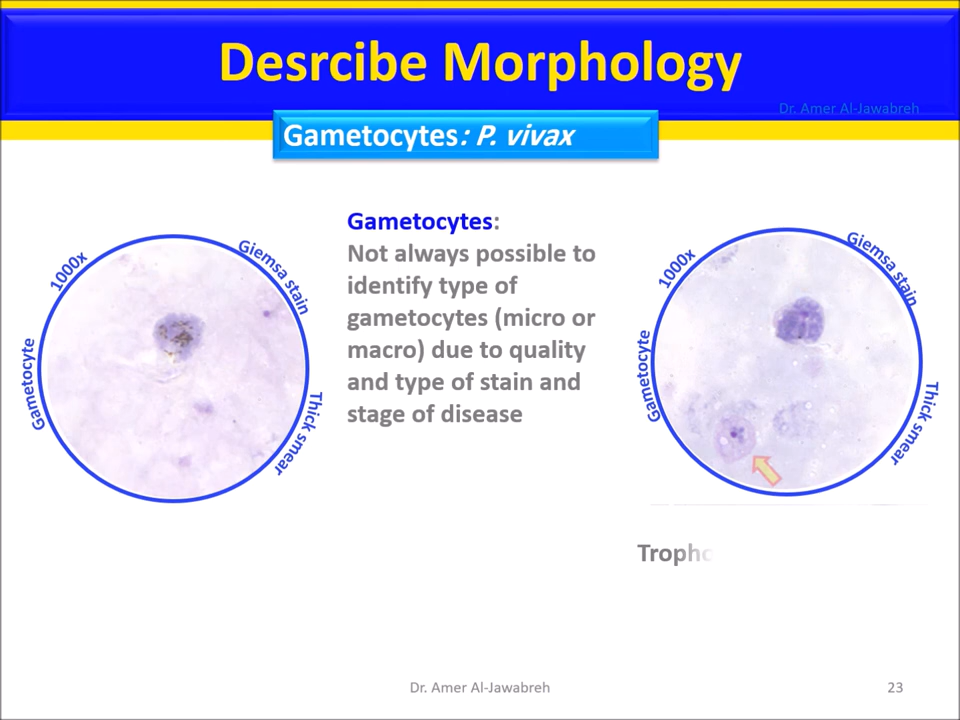 Desrcibe Morphology
Dr. Amer Al-Jawabreh
Gametocytes: P. vivax
1000x
Giemsa stain
Gametocyte
Thick smear
Gametocytes:
Not always possible to
identify type of
gametocytes (micro or
macro) due to quality
and type of stain and
stage of disease
1000x
Giemsa stain
Gametocyte
Thick smear
Tropho
Dr. Amer Al-Jawabreh
23